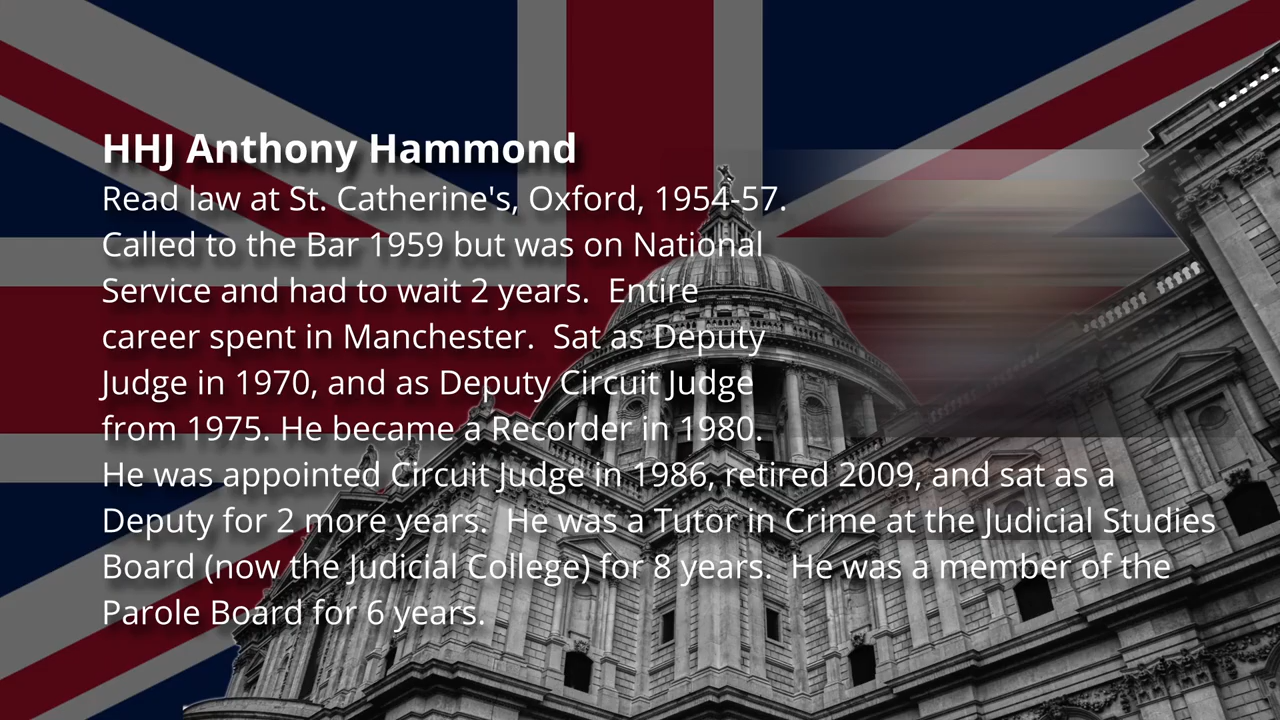 HHJ Anthony Hammond
Read law at St. Catherine's, Oxford, 1954-57.
Called to the Bar 1959 but was on National
Service and had to wait 2 years.  Entire
career spent in Manchester.  Sat as Deputy
Judge in 1970, and as Deputy Circuit Judge
from 1975. He became a Recorder in 1980.
He was appointed Circuit Judge in 1986, retired 2009, and sat as a
Deputy for 2 more years.  He was a Tutor in Crime at the Judicial Studies
Board (now the Judicial College) for 8 years.  He was a member of the
Parole Board for 6 years.